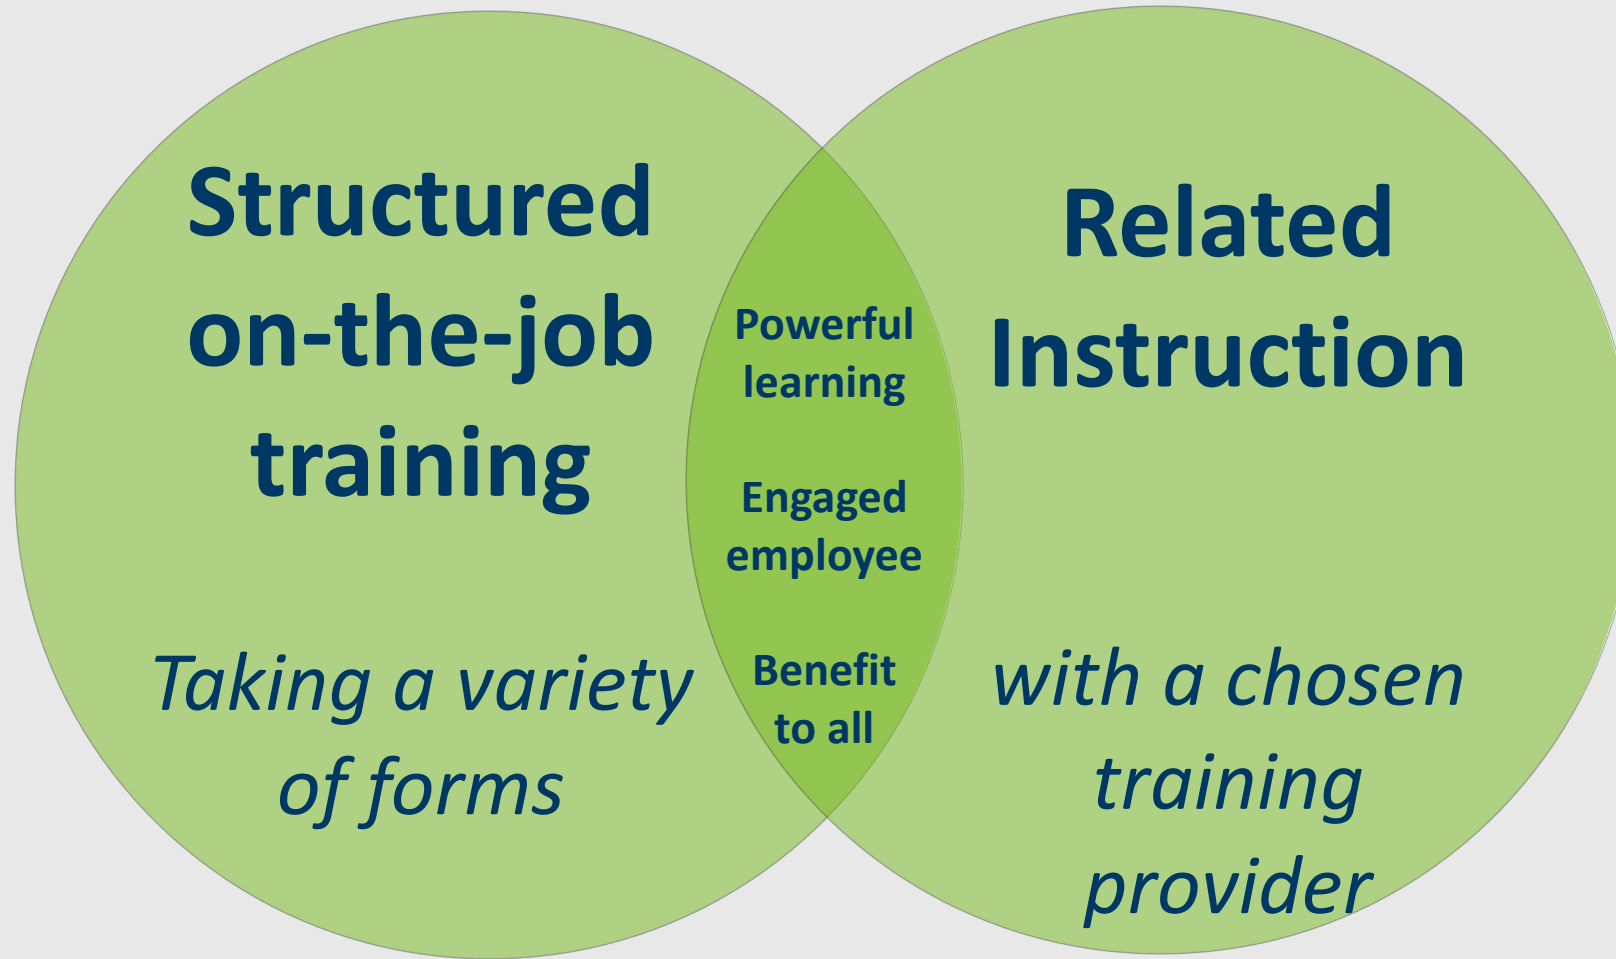 Structured
on-the-job
training
Taking a variety
of forms
Powerful
learning
Engaged
employee
Benefit
to all
Related
Instruction
with a chosen
training
provider